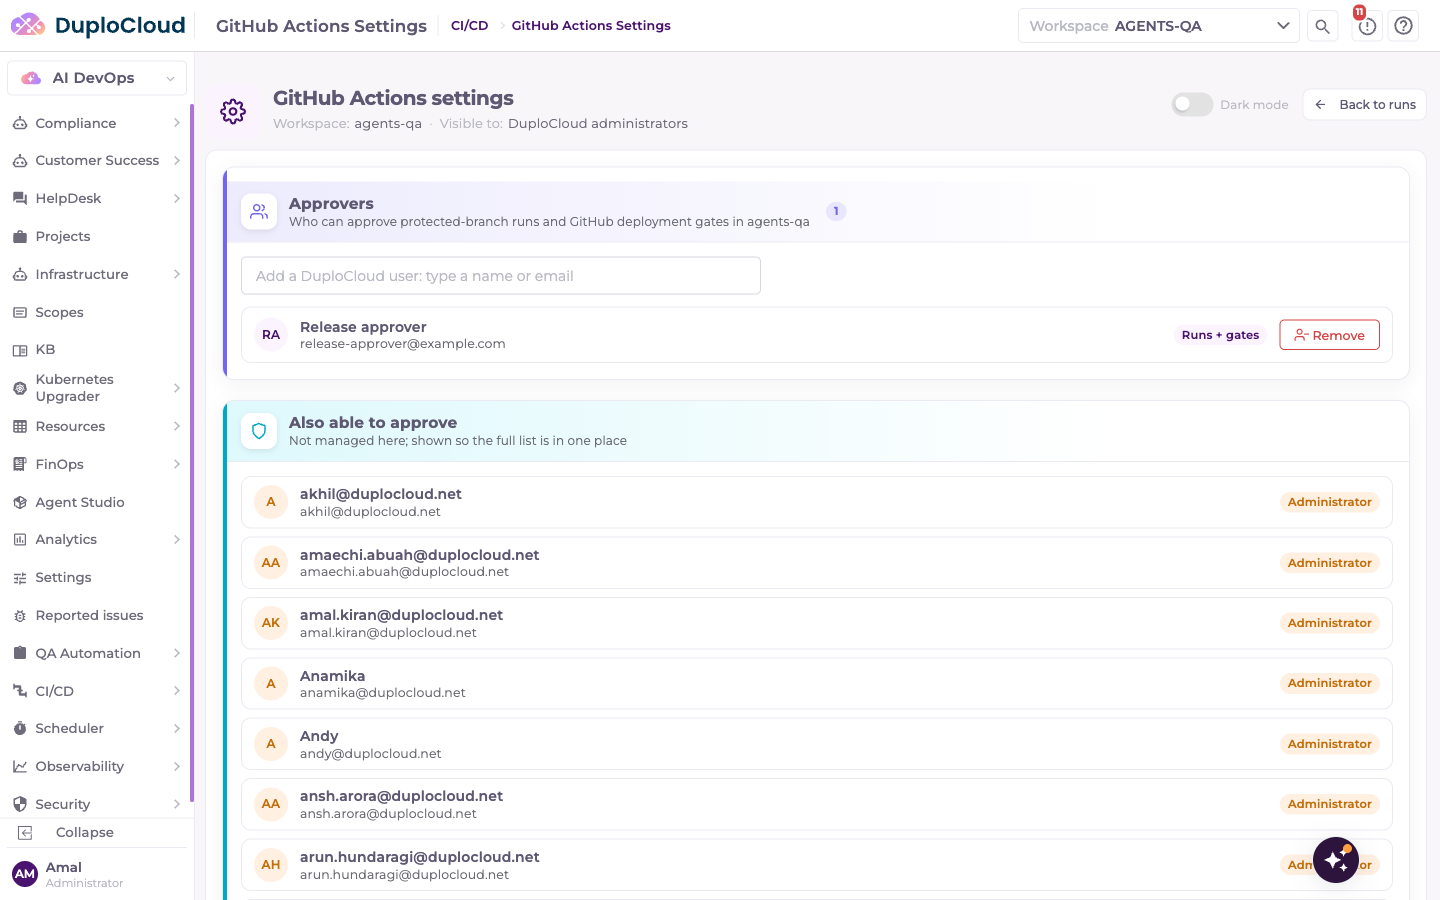 DuploCloud
GitHub Actions Settings
CI/CD
GitHub Actions Settings
Workspace AGENTS-QA
11
AI DevOps
Compliance
Customer Success
HelpDesk
Projects
Infrastructure
Scopes
KB
Kubernetes
Upgrader
Resources
FinOps
Agent Studio
Analytics
Settings
Reported issues
QA Automation
CI/CD
Scheduler
Observability
Security
Collapse
AM
Amal
Administrator
GitHub Actions settings
Workspace: agents-qa · Visible to: DuploCloud administrators
Dark mode
Back to runs
Approvers
Who can approve protected-branch runs and GitHub deployment gates in agents-qa
1
Add a DuploCloud user: type a name or email
RA
Release approver
release-approver@example.com
Runs + gates
Remove
Also able to approve
Not managed here; shown so the full list is in one place
A
akhil@duplocloud.net
akhil@duplocloud.net
Administrator
AA
amaechi.abuah@duplocloud.net
amaechi.abuah@duplocloud.net
Administrator
AK
amal.kiran@duplocloud.net
amal.kiran@duplocloud.net
Administrator
A
Anamika
anamika@duplocloud.net
Administrator
A
Andy
andy@duplocloud.net
Administrator
AA
ansh.arora@duplocloud.net
ansh.arora@duplocloud.net
Administrator
AH
arun.hundaragi@duplocloud.net
arun.hundaragi@duplocloud.net